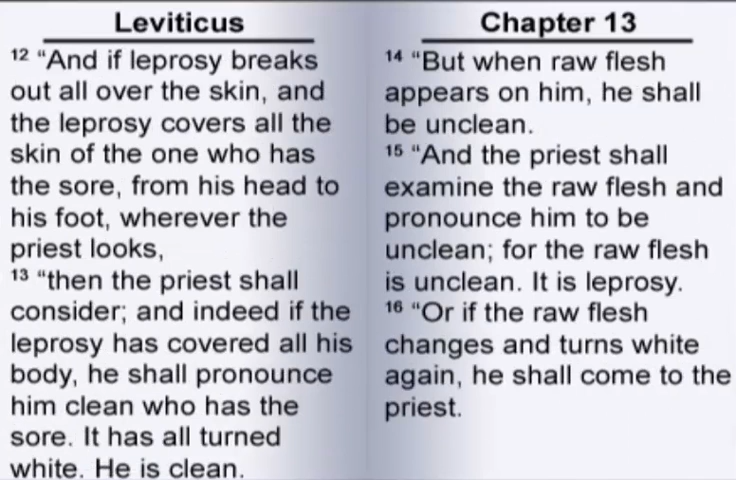 Leviticus
12 “And if leprosy breaks
out all over the skin, and
the leprosy covers all the
skin of the one who has
the sore, from his head to
his foot, wherever the
priest looks,
13 “then the priest shall
consider; and indeed if the
leprosy has covered all his
body, he shall pronounce
him clean who has the
sore. It has all turned
white. He is clean.
Chapter 13
14 “But when raw flesh
appears on him, he shall
be unclean.
15 “And the priest shall
examine the raw flesh and
pronounce him to be
unclean; for the raw flesh
is unclean. It is leprosy.
16 “Or if the raw flesh
changes and turns white
again, he shall come to the
priest.